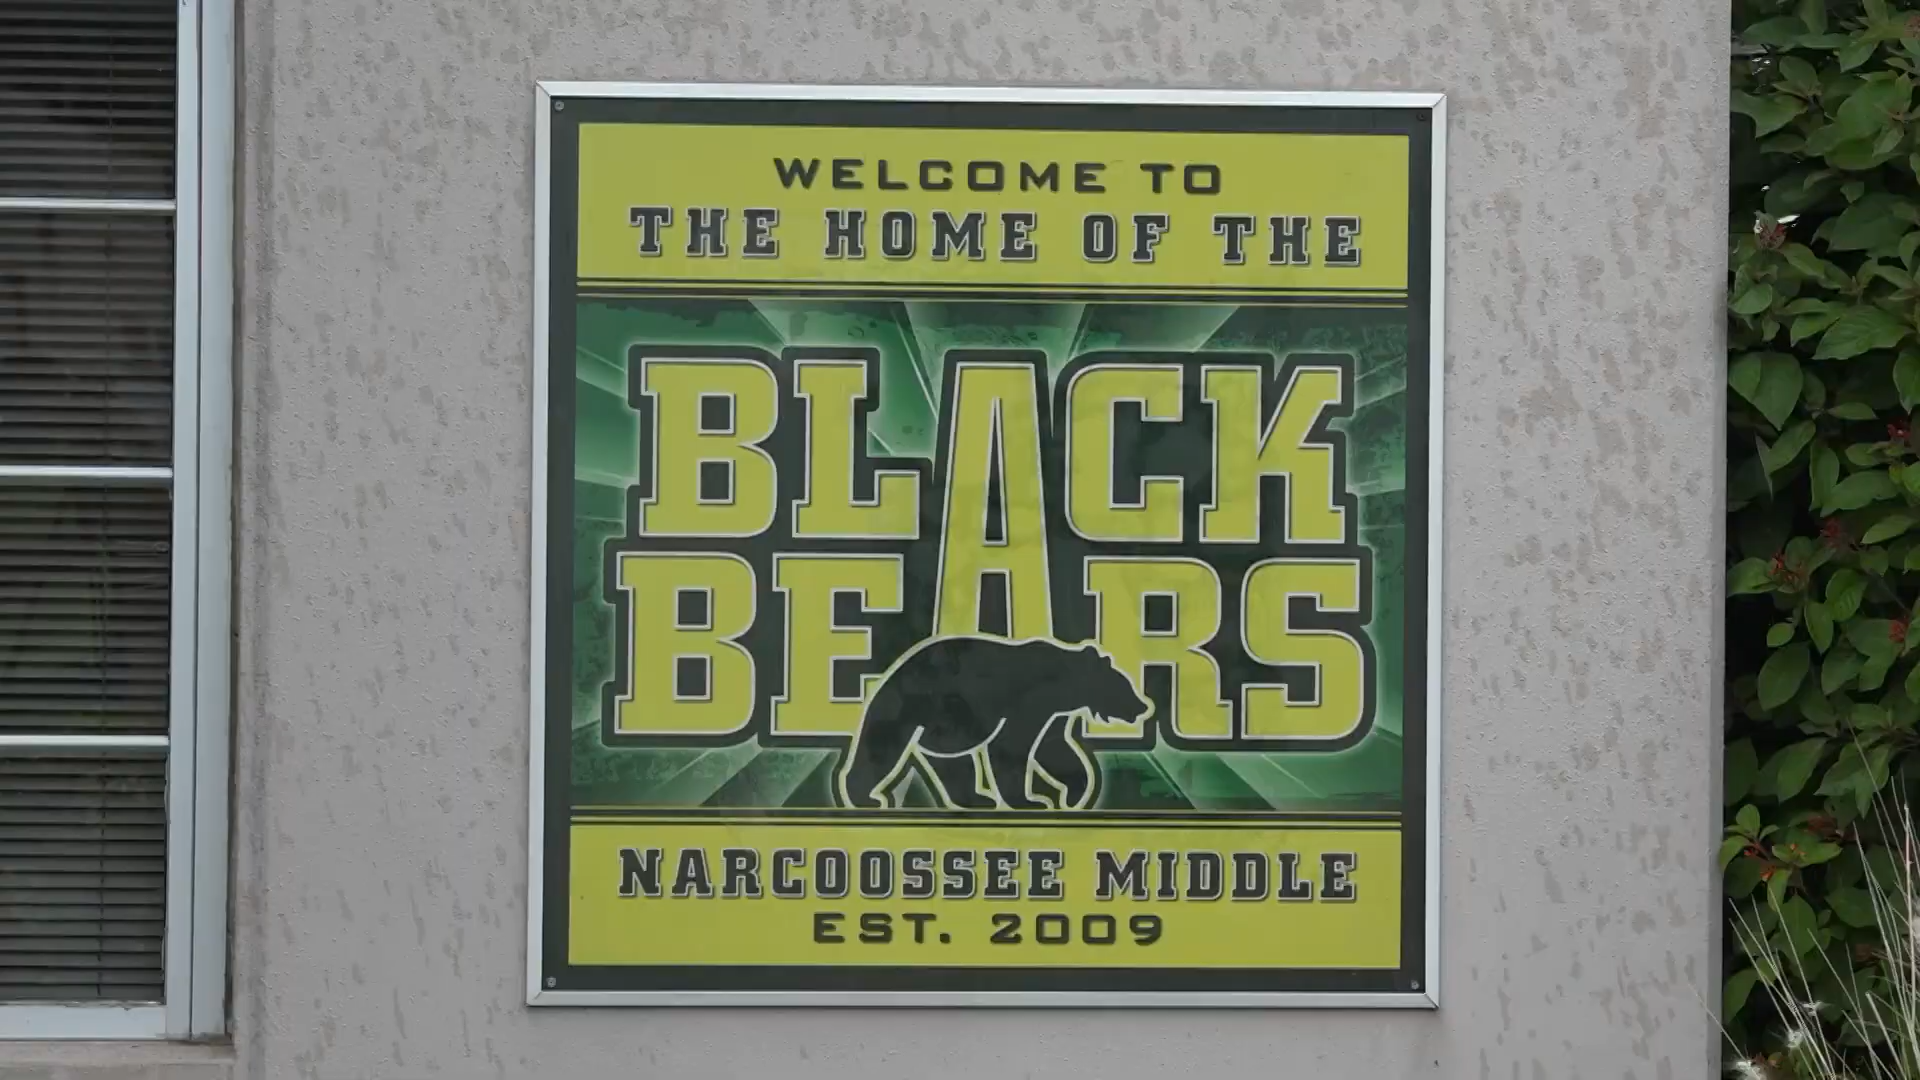 WELCOME TO
THE HOME OF THE
BLACK
BEARS
NARCOOSSEE MIDDLE
EST. 2009